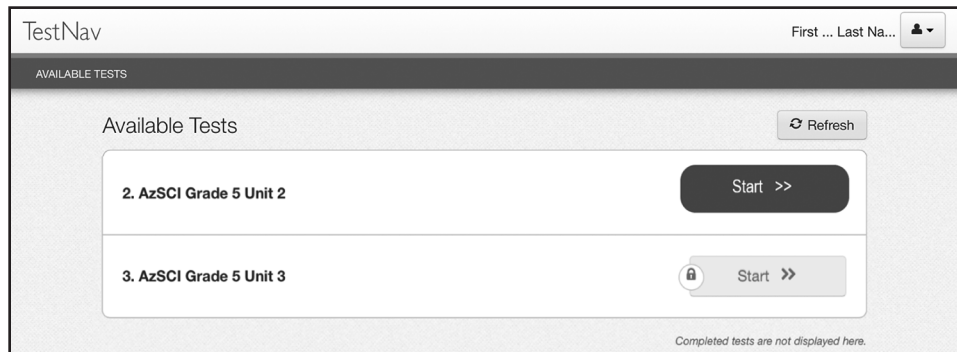 TestNav
First ... Last Na...
AVAILABLE TESTS
Available Tests
Refresh
2. AzSCI Grade 5 Unit 2
Start >>
3. AzSCI Grade 5 Unit 3
Start >>
Completed tests are not displayed here.